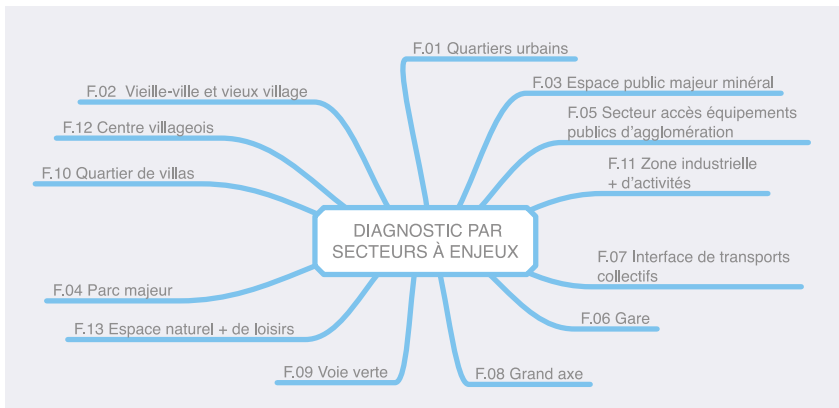 F.01 Quartiers urbains
F.02 Vieille-ville et vieux village
F.03 Espace public majeur minéral
F.05 Secteur accès équipements
publics d'agglomération
F.12 Centre villageois
F.11 Zone industrielle
+ d'activités
F.10 Quartier de villas
DIAGNOSTIC PAR
SECTEURS À ENJEUX
F.07 Interface de transports
collectifs
F.04 Parc majeur
F.06 Gare
F.13 Espace naturel + de loisirs
F.09 Voie verte
F.08 Grand axe